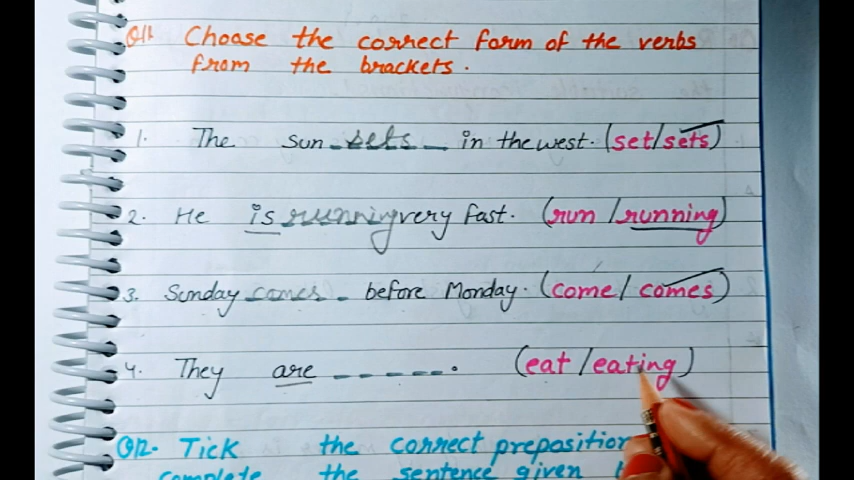 Q11. Choose the correct form of the verbs
from the brackets.
1. The sun sets in the west. (set/sets)
2. He is running very fast. (run/running)
3. Sunday comes before Monday. (come/comes)
4. They are _ _ _ _ _. (eat/eating)
Q12. Tick the correct preposition
complete the sentence given